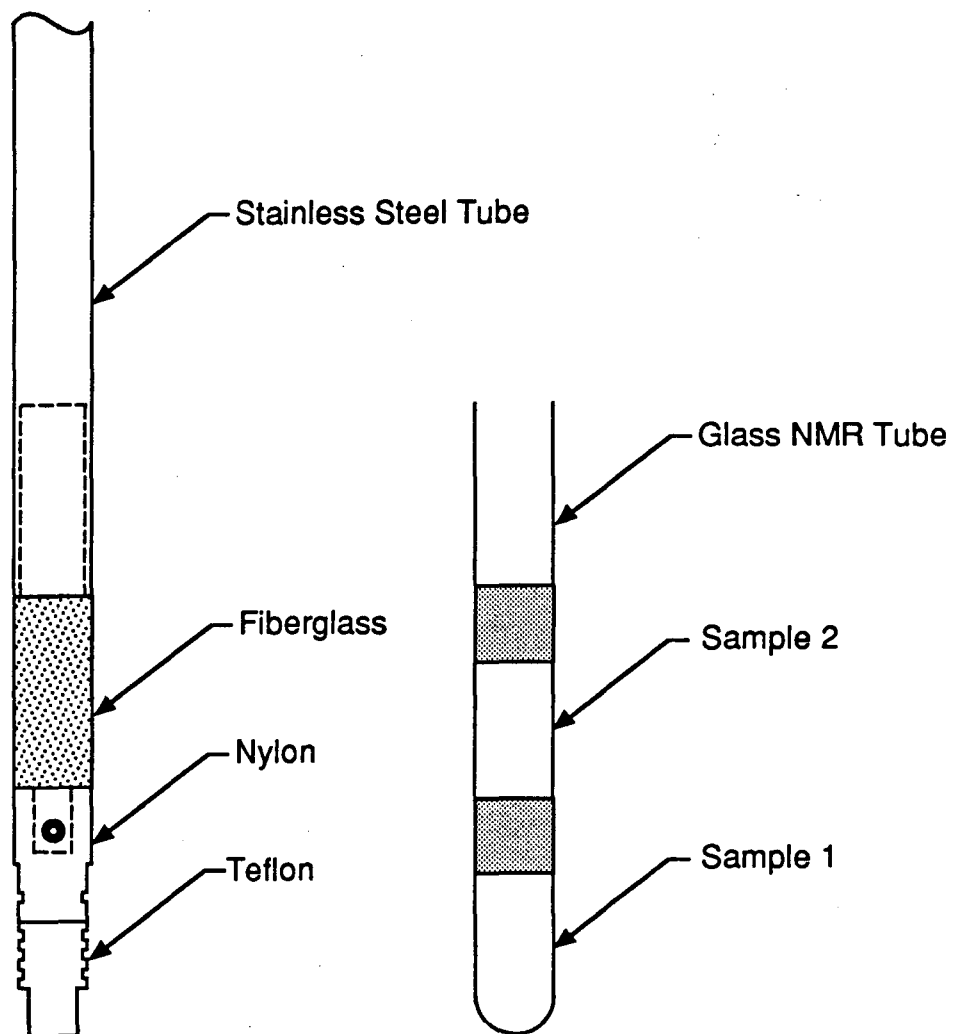 Stainless Steel Tube
Fiberglass
Nylon
Teflon
Glass NMR Tube
Sample 2
Sample 1